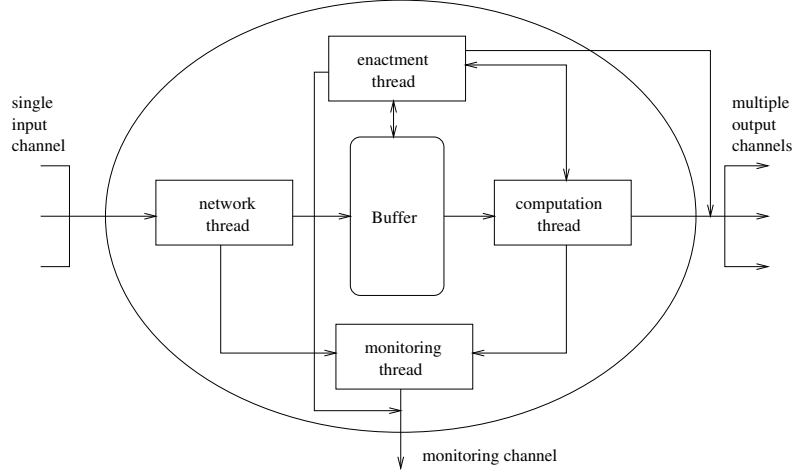 enactment
thread
single
input
channel
multiple
output
channels
network
thread
Buffer
computation
thread
monitoring
thread
monitoring channel